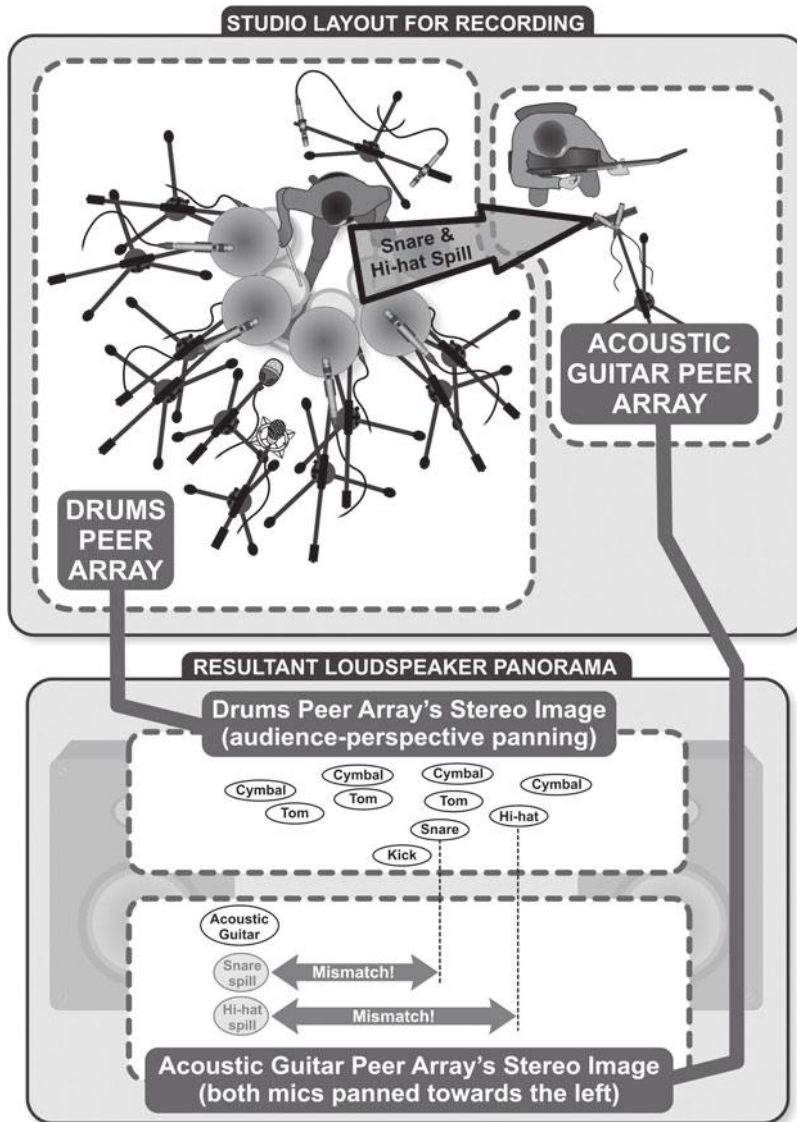 STUDIO LAYOUT FOR RECORDING
Snare &
Hi-hat Spill
ACOUSTIC
GUITAR PEER
ARRAY
DRUMS
PEER
ARRAY
RESULTANT LOUDSPEAKER PANORAMA
Drums Peer Array's Stereo Image
(audience-perspective panning)
Cymbal
Cymbal
Cymbal
Cymbal
Tom
Tom
Tom
Hi-hat
Snare
Kick
Acoustic
Guitar
Snare
spill
Mismatch!
Hi-hat
spill
Mismatch!
Acoustic Guitar Peer Array's Stereo Image
(both mics panned towards the left)